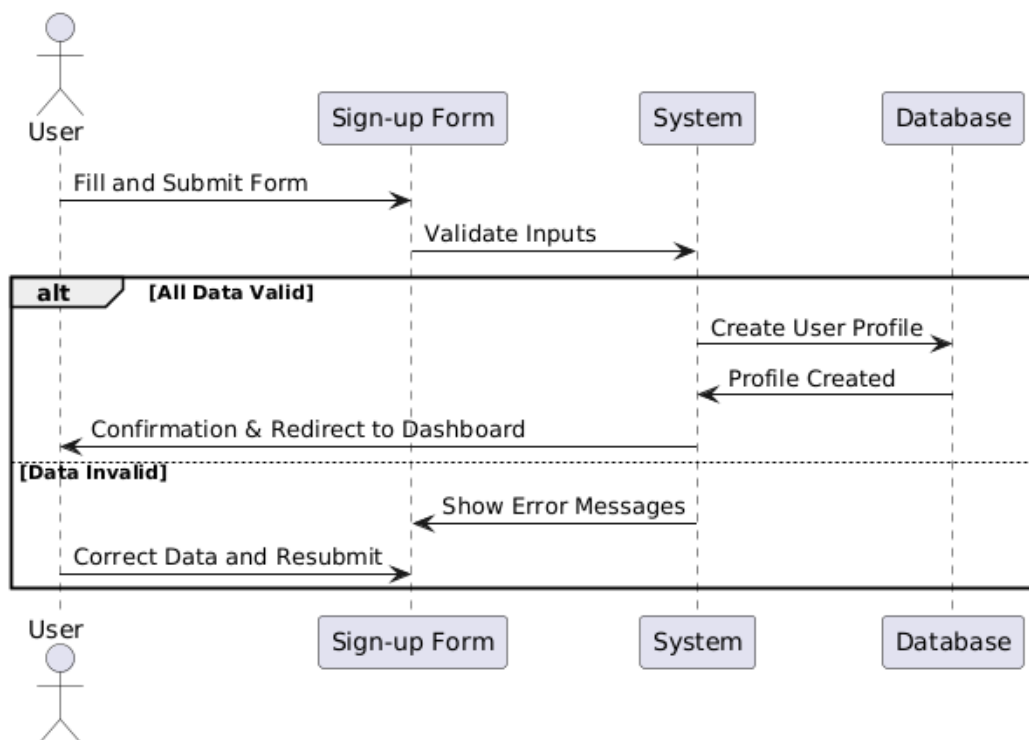 User
Sign-up Form
System
Database
Fill and Submit Form
Validate Inputs
alt
[All Data Valid]
Create User Profile
Profile Created
Confirmation & Redirect to Dashboard
[Data Invalid]
Show Error Messages
Correct Data and Resubmit
User
Sign-up Form
System
Database